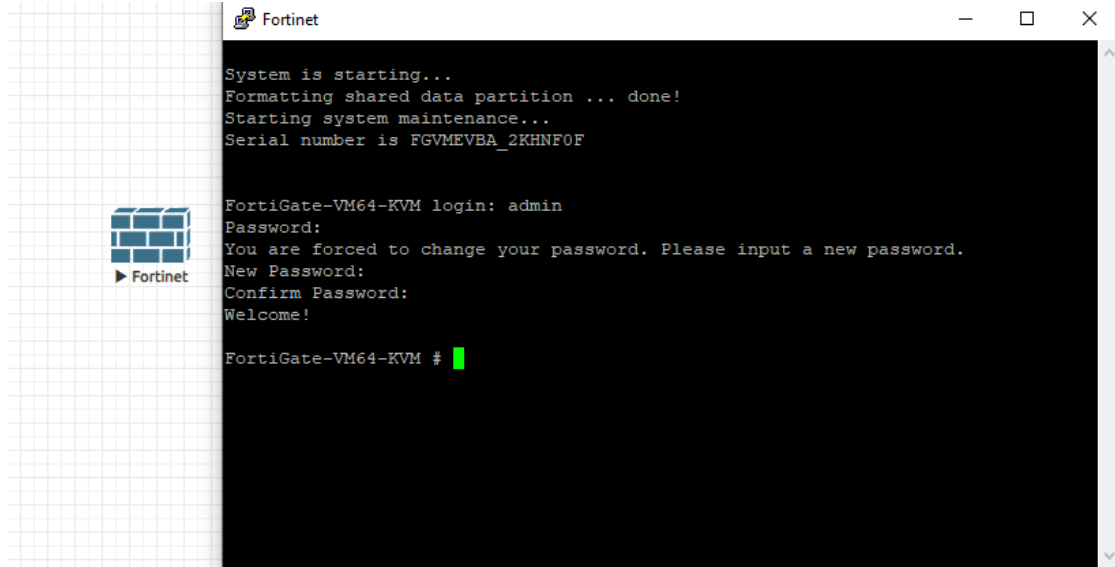 Fortinet
System is starting...
Formatting shared data partition ... done!
Starting system maintenance...
Serial number is FGVMEVBA_2KHNF0F
FortiGate-VM64-KVM login: admin
Password:
You are forced to change your password. Please input a new password.
New Password:
Confirm Password:
Welcome!
FortiGate-VM64-KVM #
Fortinet